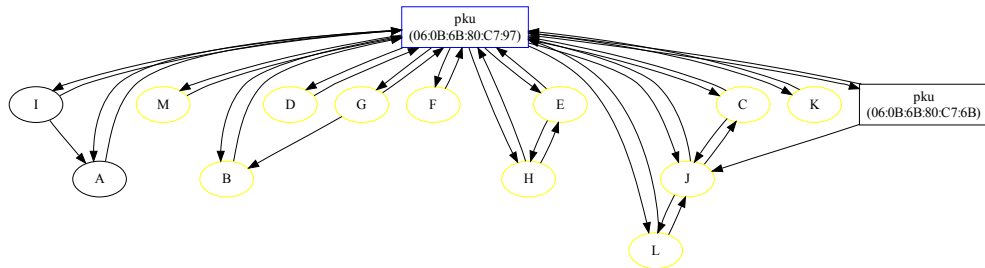 pku
(06:0B:6B:80:C7:97)
I
M
D
G
F
E
C
K
pku
(06:0B:6B:80:C7:6B)
A
B
H
J
L